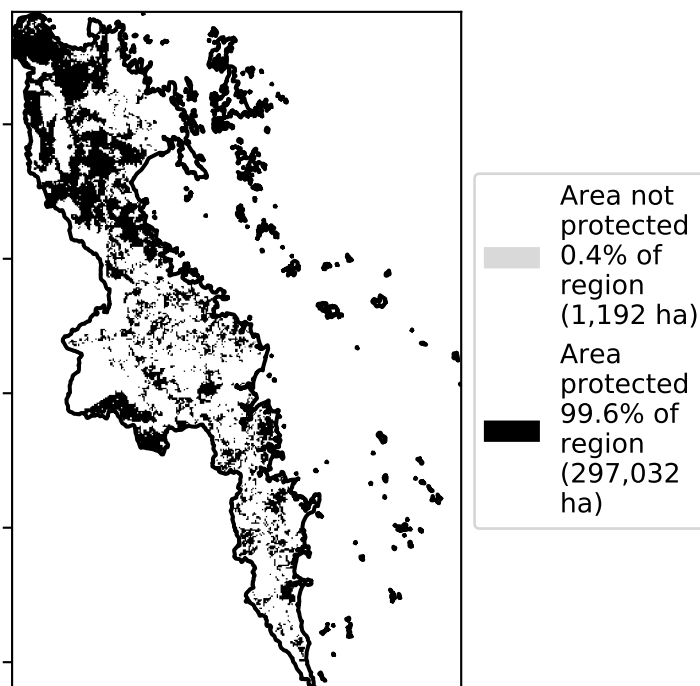 Area not
protected
0.4% of
region
(1,192 ha)
Area
protected
99.6% of
region
(297,032
ha)